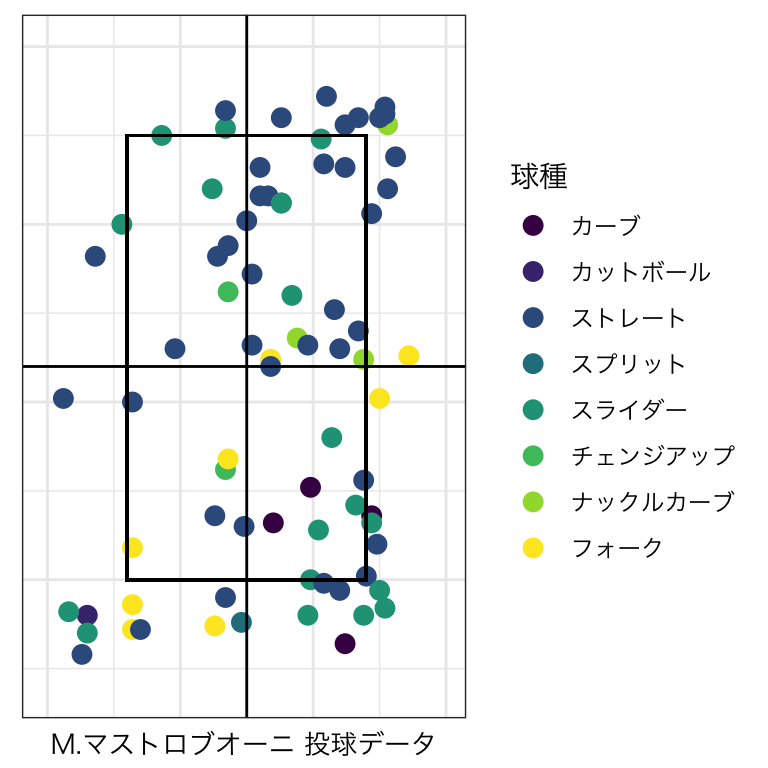 球種
カーブ
カットボール
ストレート
スプリット
スライダー
チェンジアップ
ナックルカーブ
フォーク
M.マストロブオーニ 投球データ